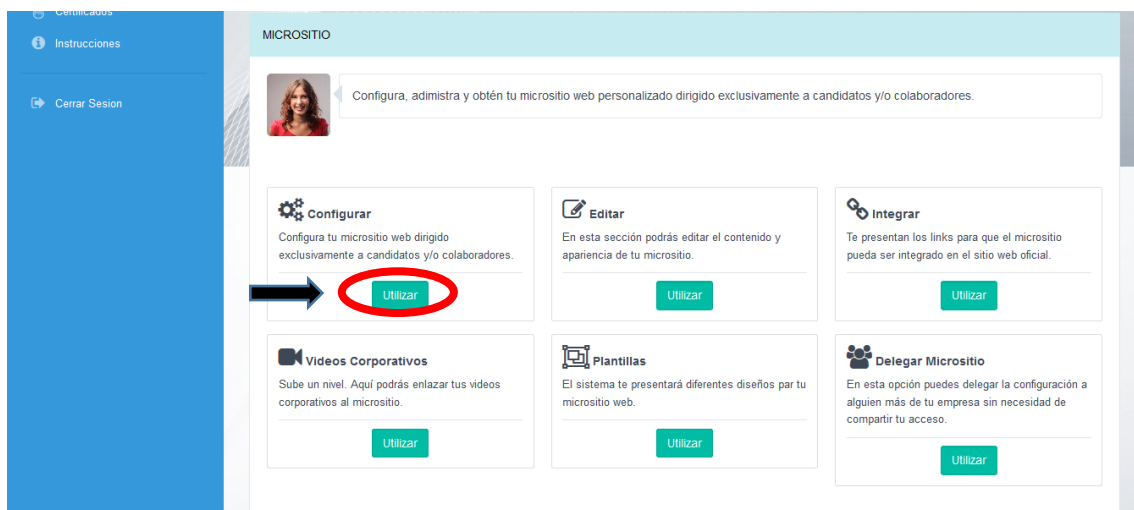 Certificados
Instrucciones
Cerrar Sesion
MICROSITIO
Configura, adimistra y obtén tu micrositio web personalizado dirigido exclusivamente a candidatos y/o colaboradores.
Configurar
Configura tu micrositio web dirigido
exclusivamente a candidatos y/o colaboradores.
Utilizar
Editar
En esta sección podrás editar el contenido y
apariencia de tu micrositio.
Utilizar
Integrar
Te presentan los links para que el micrositio
pueda ser integrado en el sitio web oficial.
Utilizar
Videos Corporativos
Sube un nivel. Aquí podrás enlazar tus videos
corporativos al micrositio.
Utilizar
Plantillas
El sistema te presentará diferentes diseños par tu
micrositio web.
Utilizar
Delegar Micrositio
En esta opción puedes delegar la configuración a
alguien más de tu empresa sin necesidad de
compartir tu acceso.
Utilizar